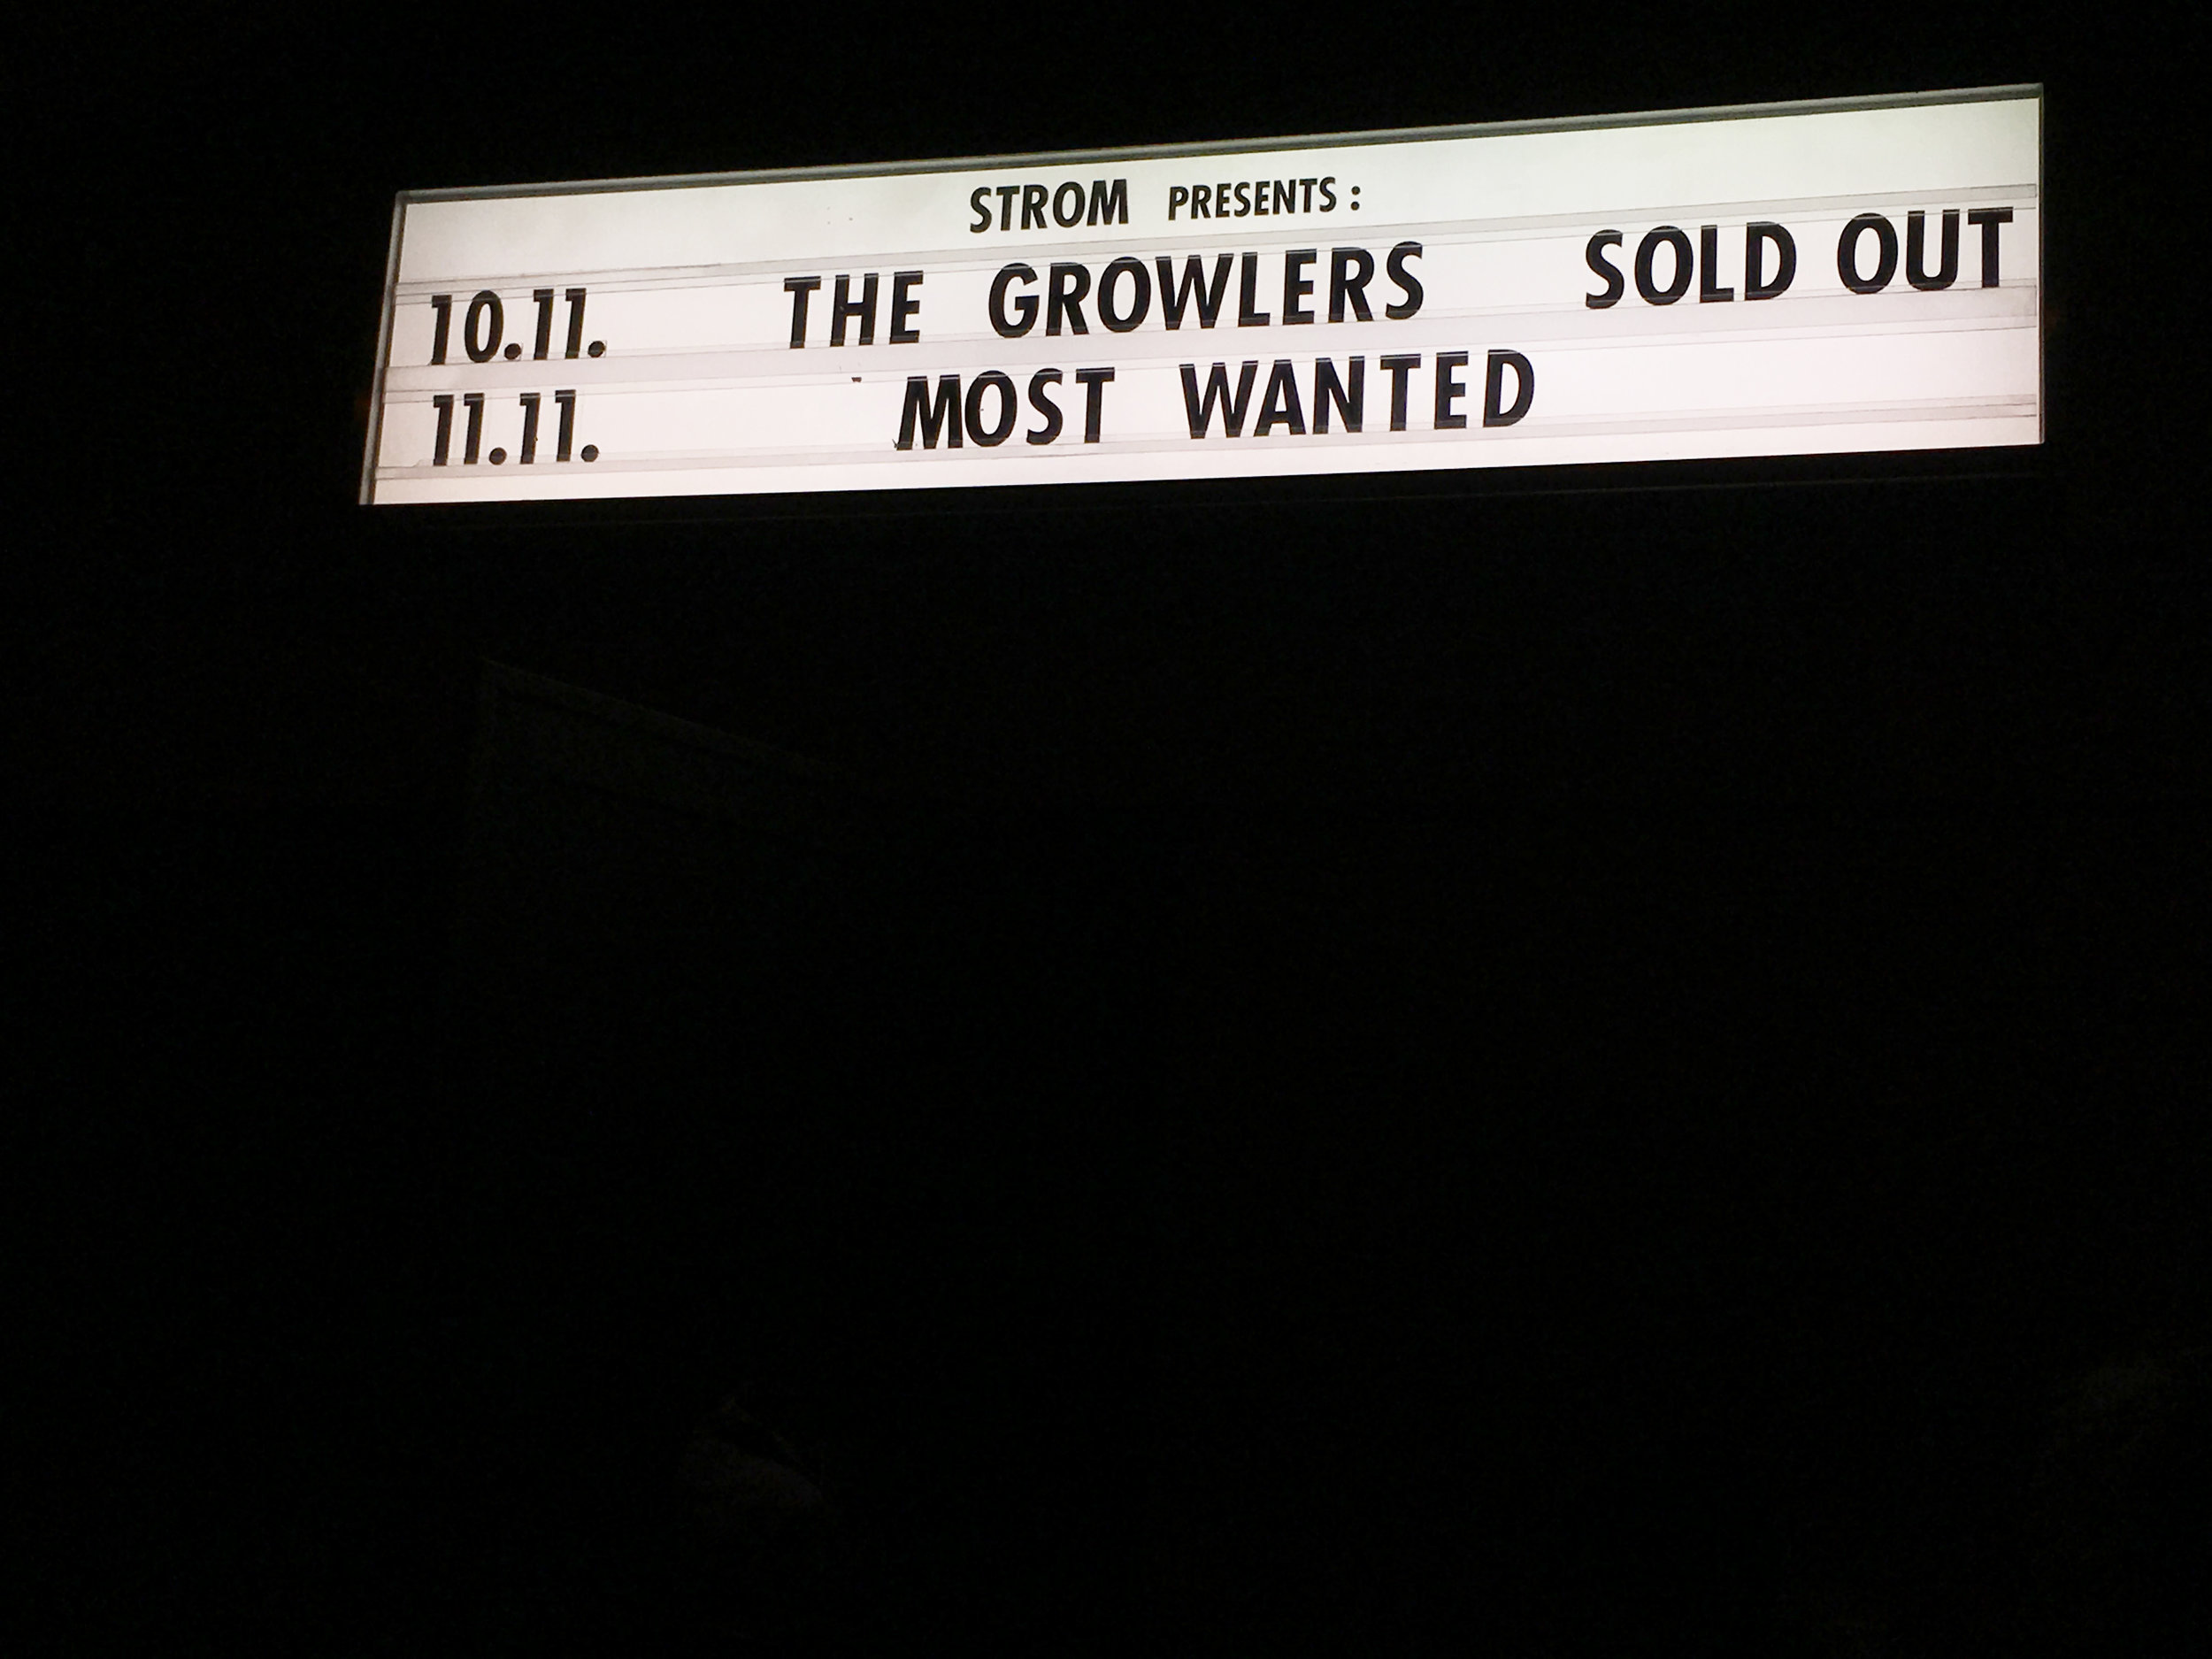 STROM PRESENTS:
10.11. THE GROWLERS SOLD OUT
11.11. MOST WANTED